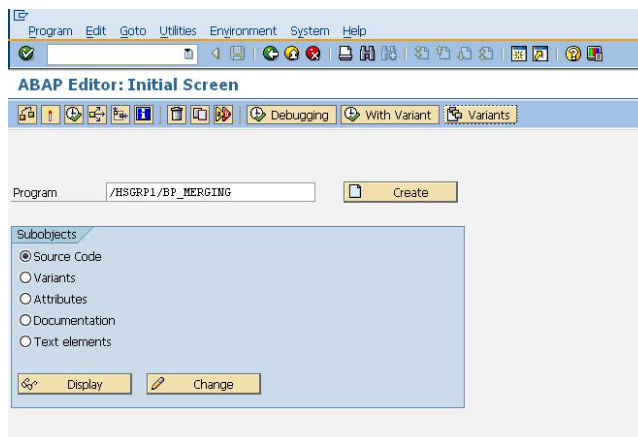 Program Edit Goto Utilities Environment System Help
ABAP Editor: Initial Screen
Debugging With Variant Variants
Program /HSGRP1/BP_MERGING Create
Subobjects
Source Code
Variants
Attributes
Documentation
Text elements
Display Change